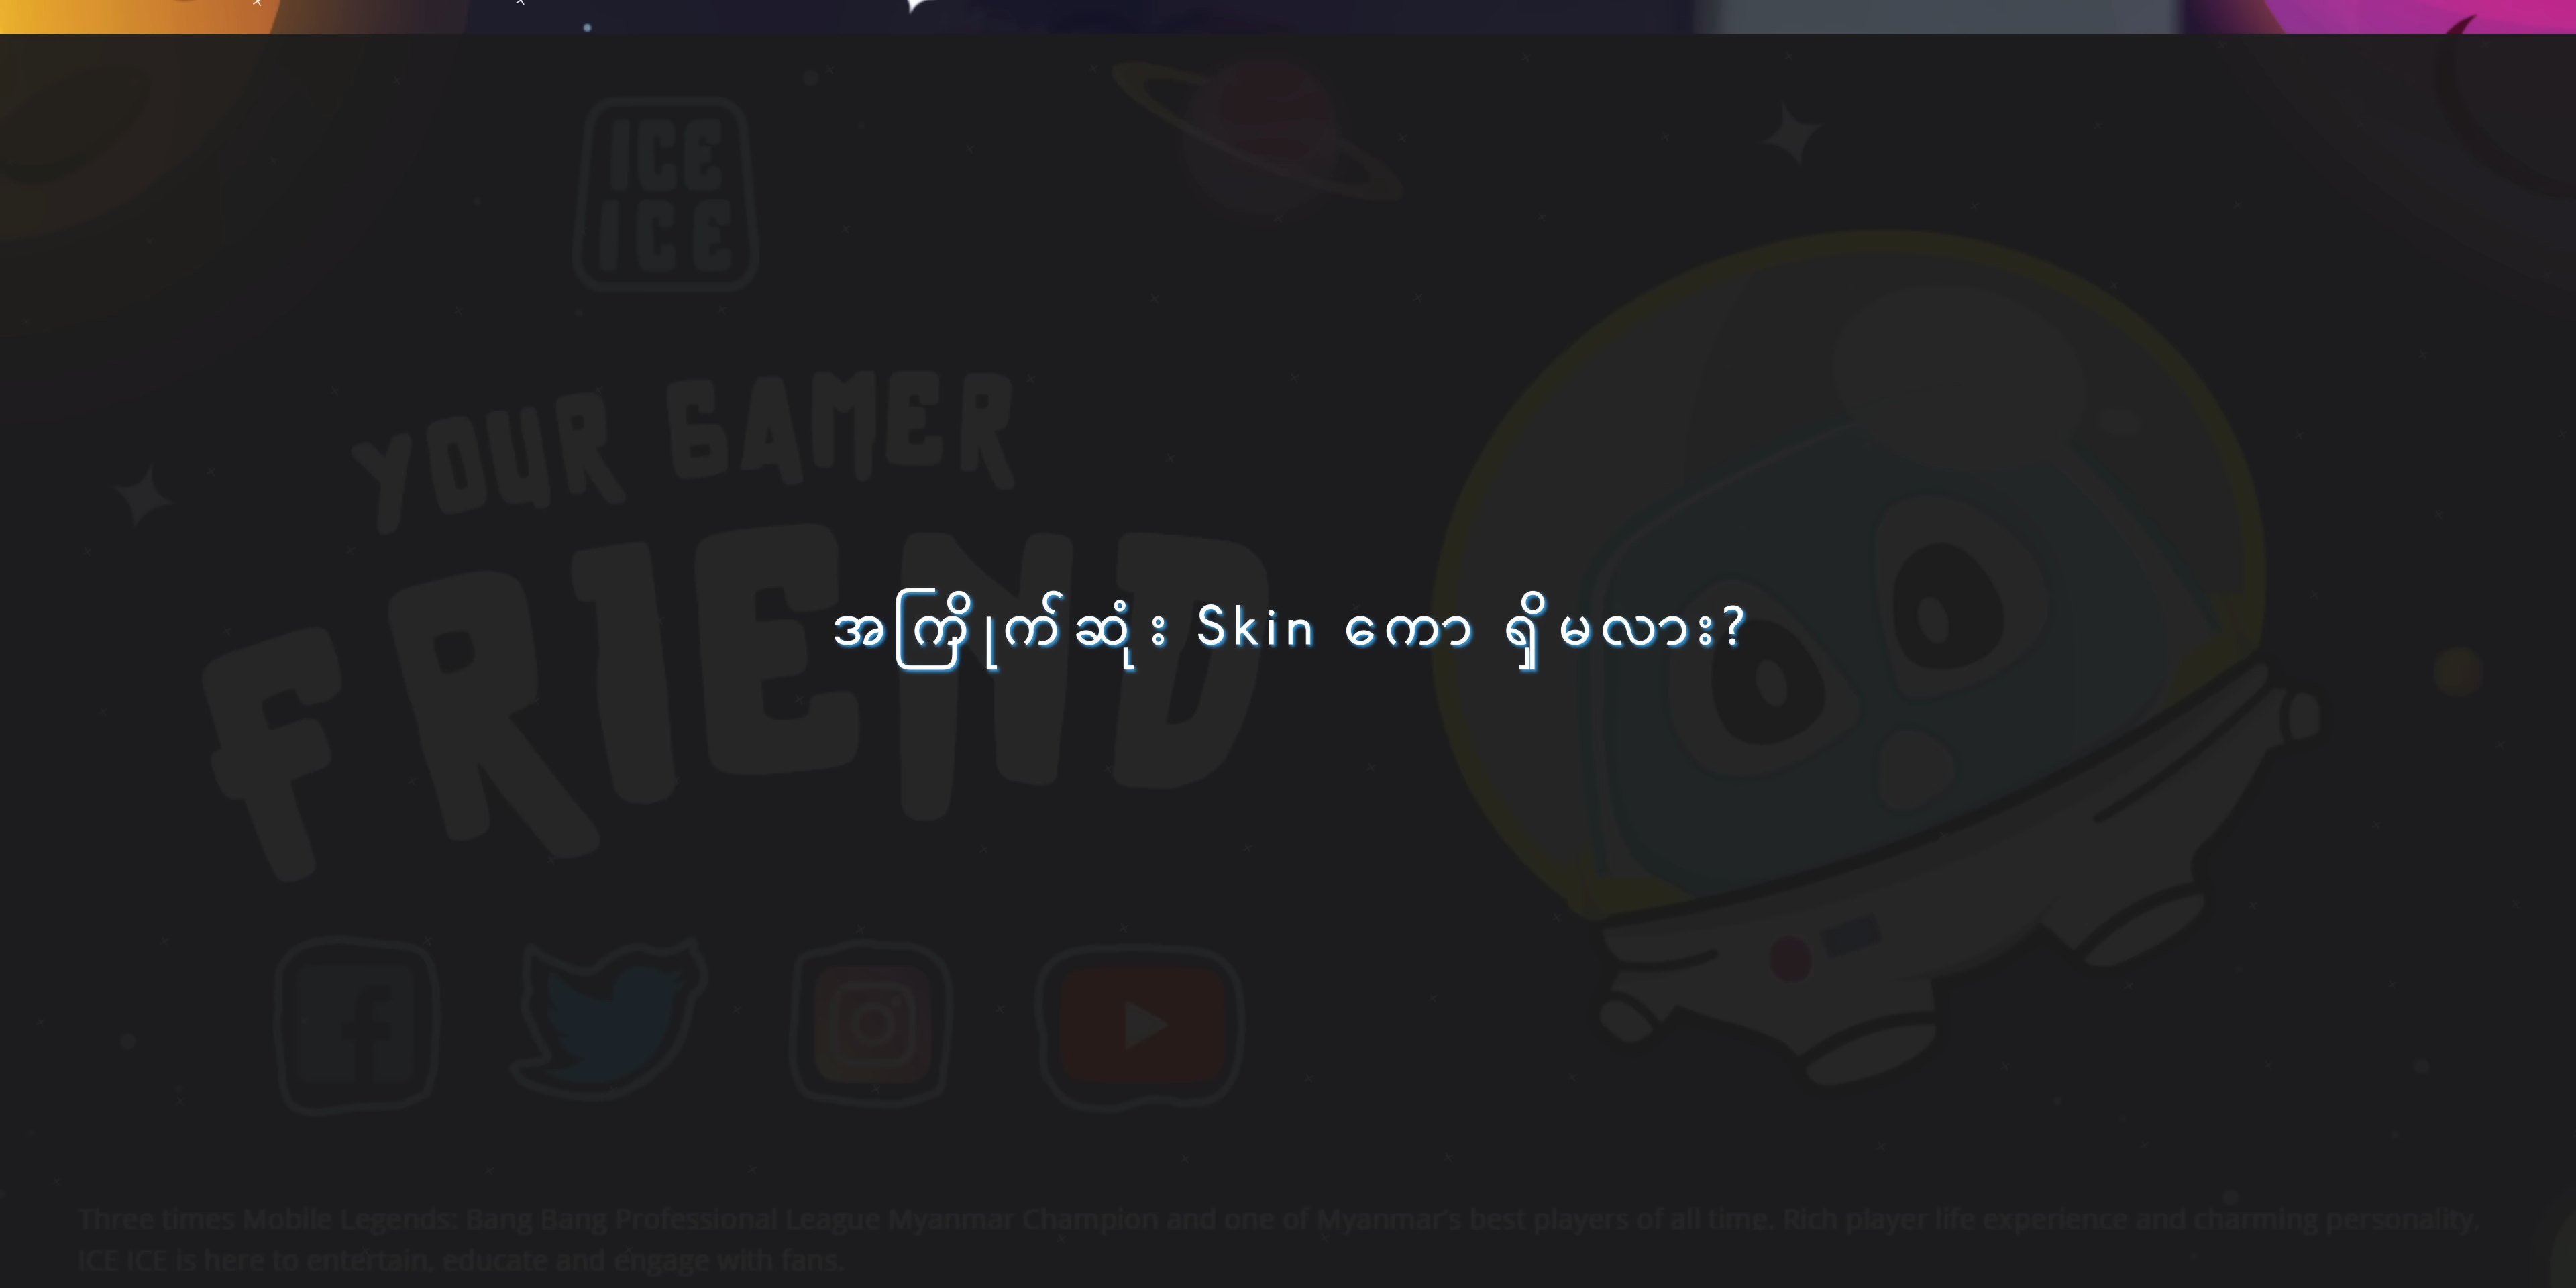 ICE
ICE
YOUR GAMER
FRIEND
အကြိုက်ဆုံး Skin ကော ရှိမလား?
Three times Mobile Legends: Bang Bang Professional League Myanmar Champion and one of Myanmar's best players of all time. Rich player life experience and charming personality,
ICE ICE is here to entertain, educate and engage with fans.